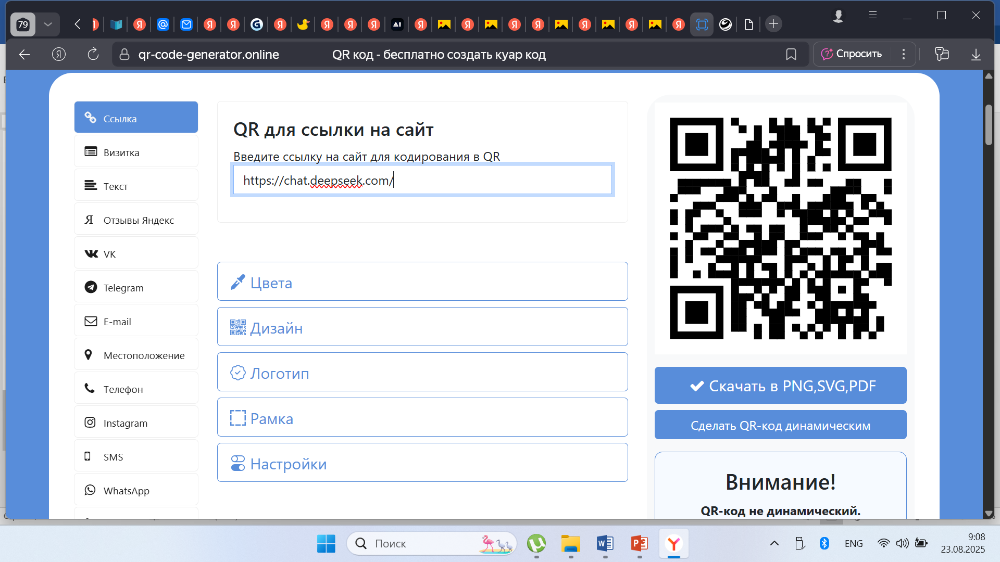 79
qr-code-generator.online
QR код - бесплатно создать куар код
Спросить
Ссылка
Визитка
Текст
Отзывы Яндекс
VK
Telegram
E-mail
Местоположение
Телефон
Instagram
SMS
WhatsApp
QR для ссылки на сайт
Введите ссылку на сайт для кодирования в QR
https://chat.deepseek.com/
Цвета
Дизайн
Логотип
Рамка
Настройки
Скачать в PNG,SVG,PDF
Сделать QR-код динамическим
Внимание!
QR-код не динамический.
Поиск
ENG
9:08
23.08.2025